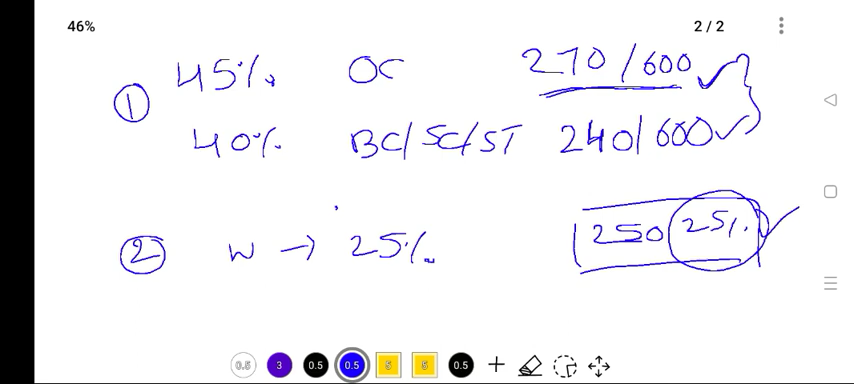 46%
2 / 2
① 45% OC 270/600
40% BC/SC/ST 240/600
② W → 25% 250 25%
0.5 3 0.5 0.5 5 5 0.5